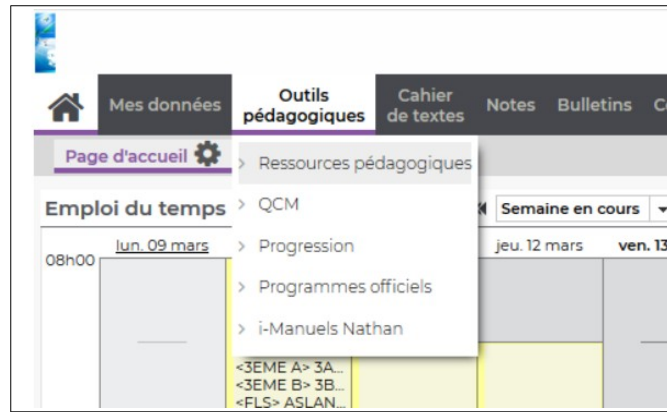 Mes données
Outils
pédagogiques
Cahier
de textes
Notes
Bulletins
Page d'accueil
> Ressources pédagogiques
Emploi du temps
> QCM
Semaine en cours
lun. 09 mars
> Progression
jeu. 12 mars
ven. 13
08h00
> Programmes officiels
> i-Manuels Nathan
<3EME A> 3A...
<3EME B> 3B...
<FLS> ASLAN...